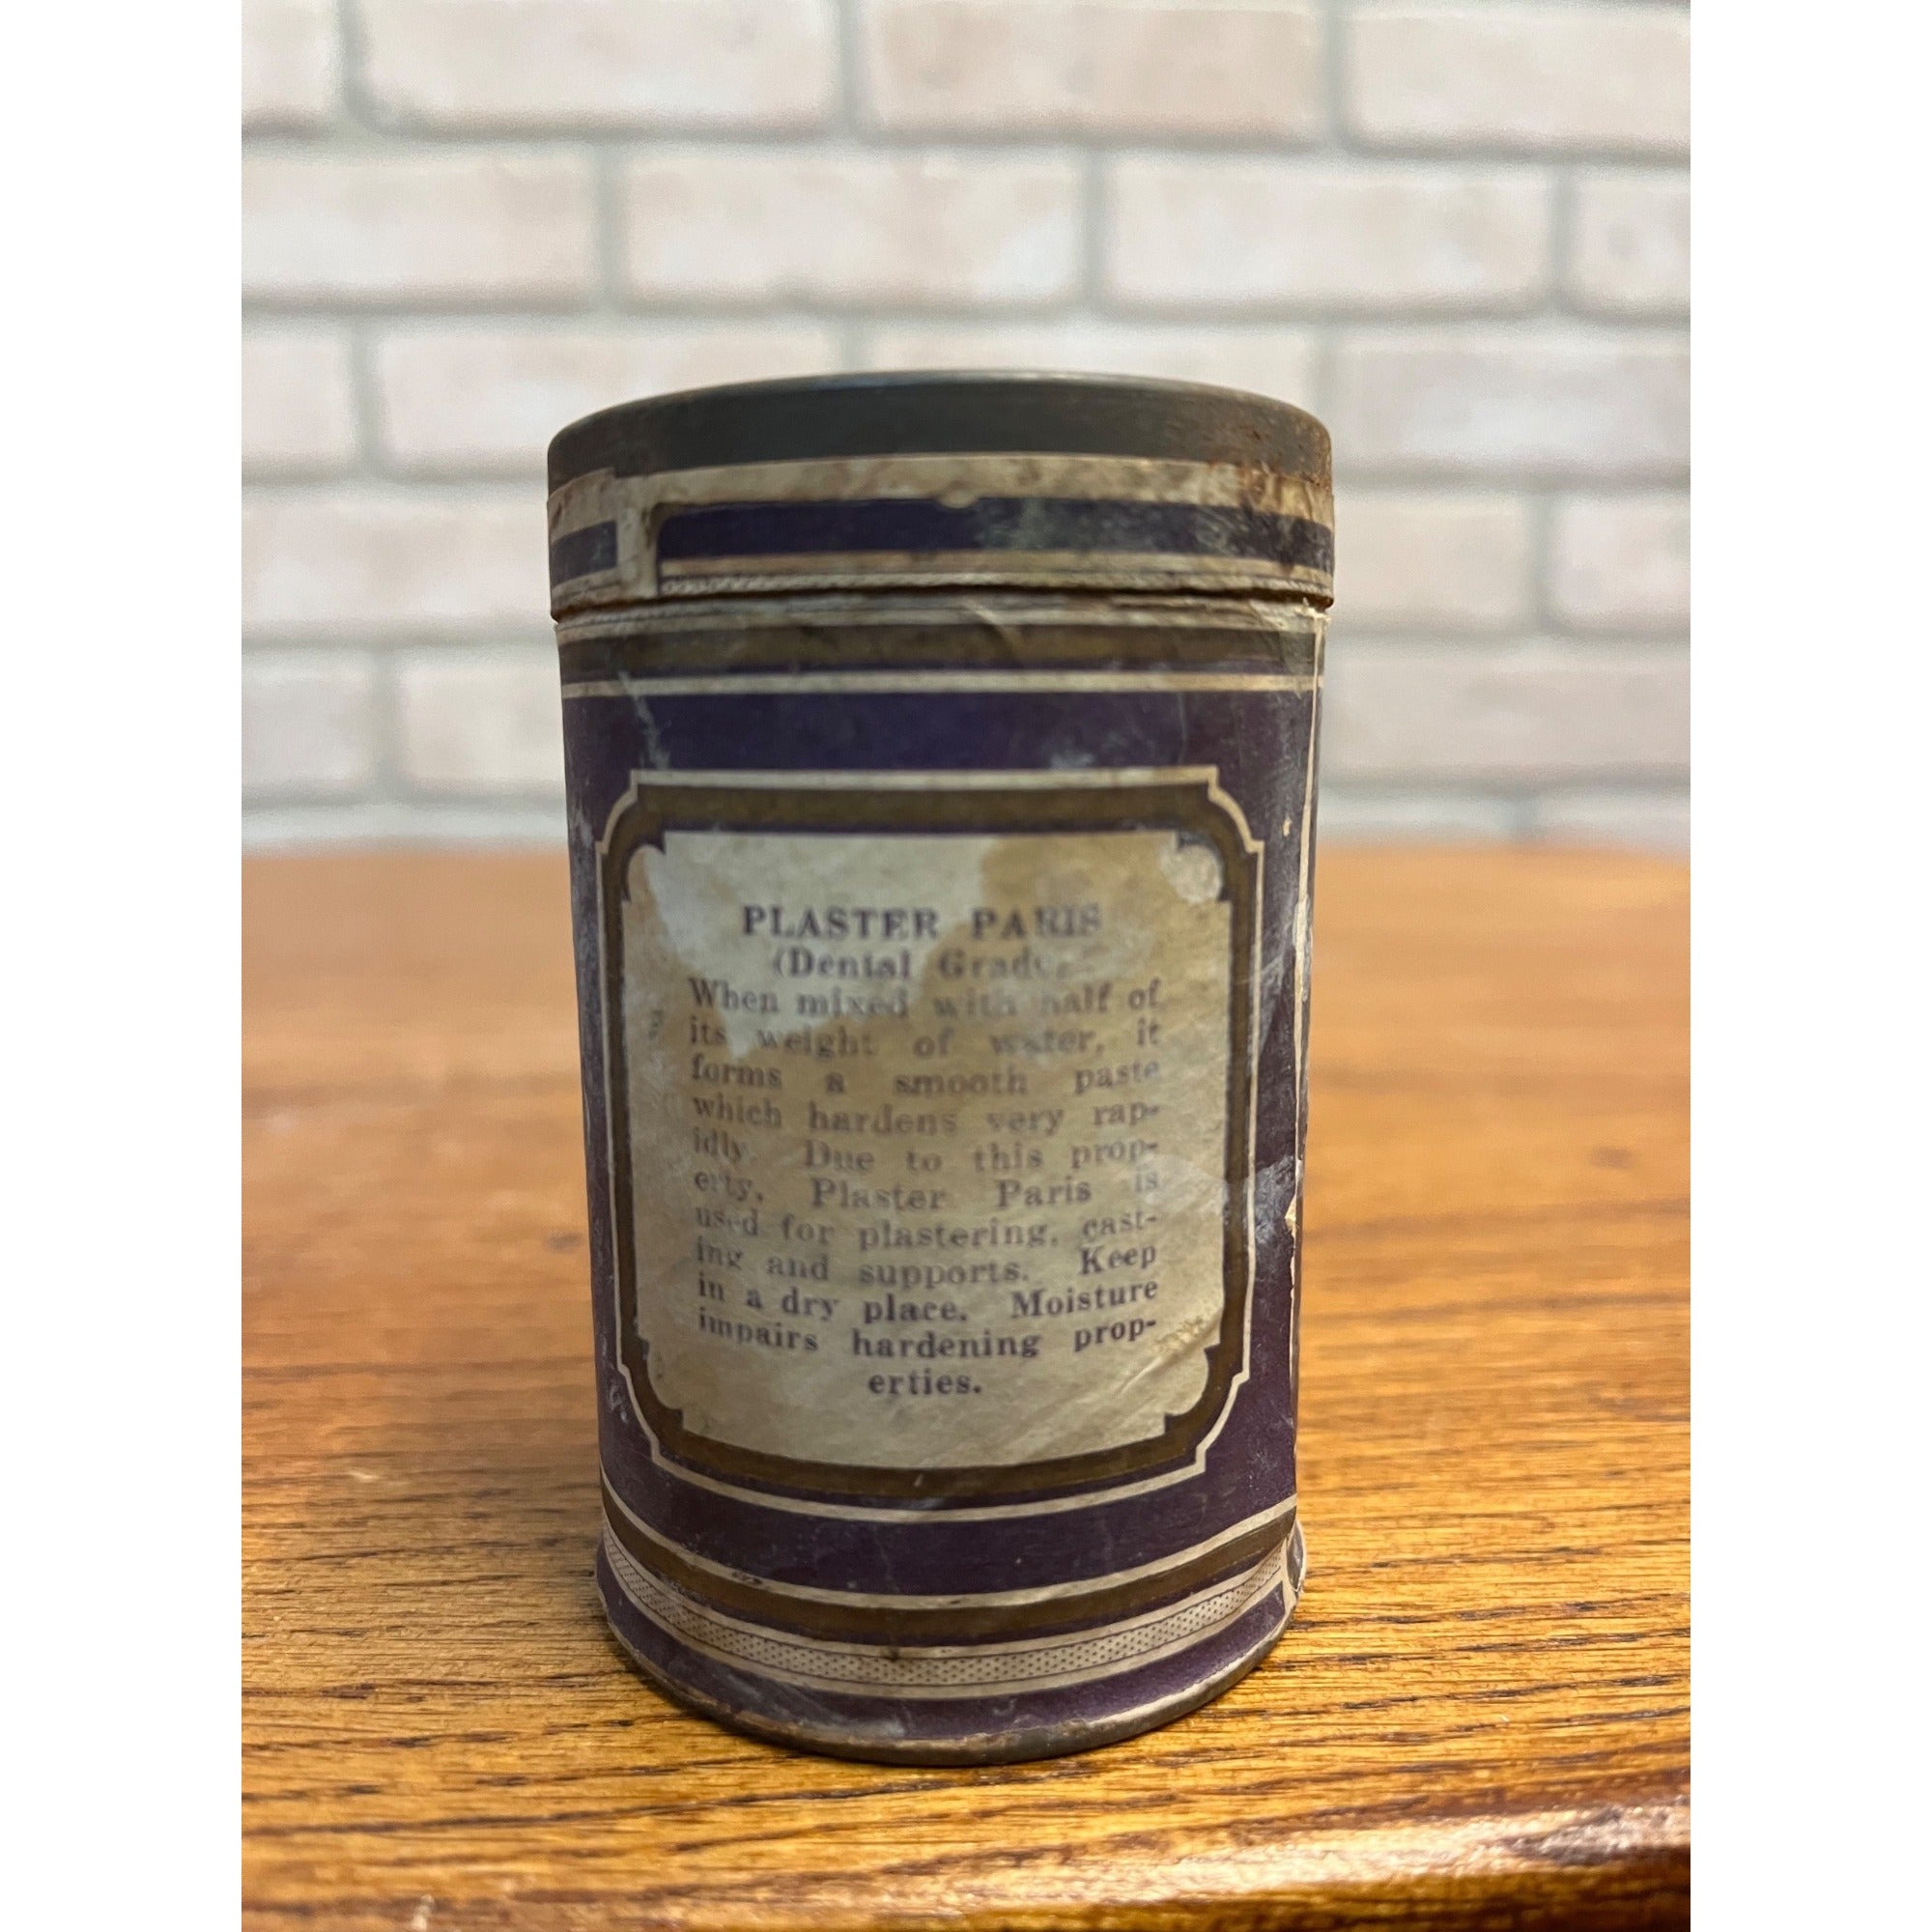 PLASTER PARIS
(Dental Grade)
When mixed with half of
its weight of water, it
forms a smooth paste
which hardens very rap-
idly. Due to this prop-
erty, Plaster Paris is
used for plastering, cast-
ing and supports. Keep
in a dry place. Moisture
impairs hardening prop-
erties.